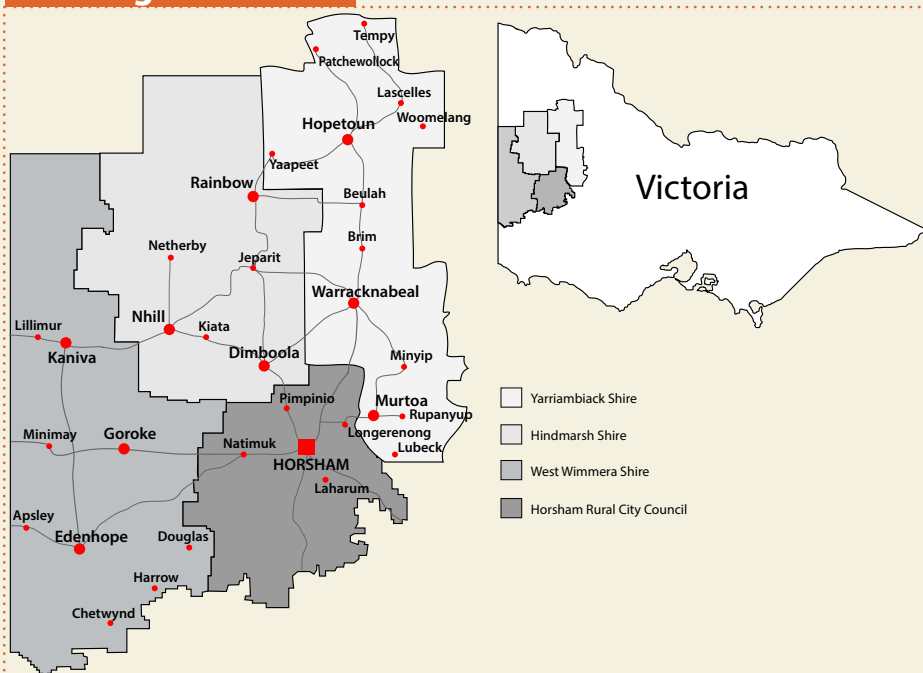 Tempy
Patchewollock
Lascelles
Woomelang
Hopetoun
Yaapeet
Rainbow
Beulah
Netherby
Brim
Jeparit
Warracknabeal
Nhill
Kiata
Lillimur
Kaniva
Dimboola
Minyip
Pimpinio
Murtoa
Rupanyup
Longerenong
Lubeck
Minimay
Goroke
Natimuk
HORSHAM
Laharum
Apsley
Edenhope
Douglas
Harrow
Chetwynd
Victoria
Yarriambiack Shire
Hindmarsh Shire
West Wimmera Shire
Horsham Rural City Council